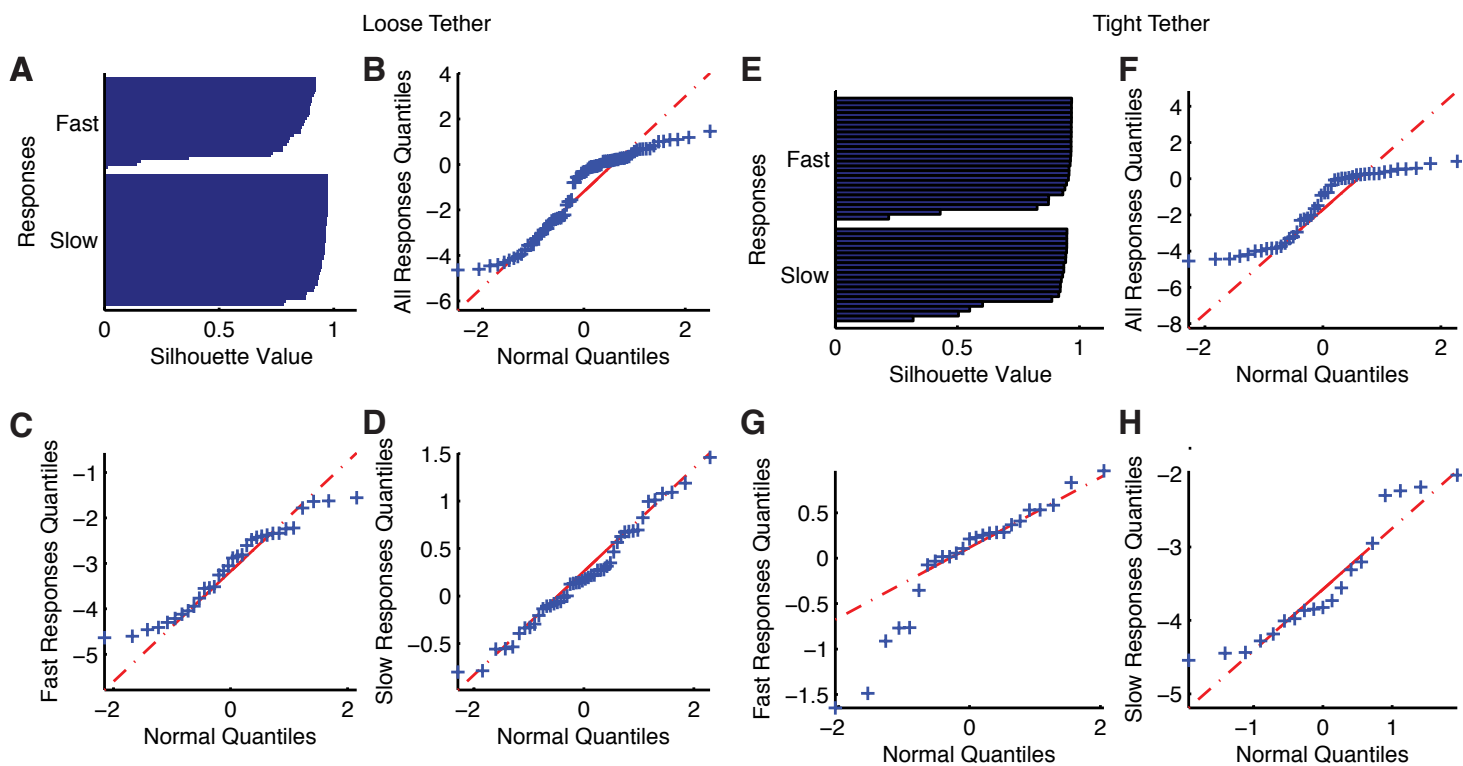 Loose Tether
Tight Tether
A
Fast
Slow
Responses
0
0.5
1
Silhouette Value
B
All Responses Quantiles
4
2
0
−2
−4
−6
−2
0
2
Normal Quantiles
E
Fast
Slow
Responses
0
0.5
1
Silhouette Value
F
All Responses Quantiles
4
2
0
−2
−4
−6
−8
−2
0
2
Normal Quantiles
C
Fast Responses Quantiles
−1
−2
−3
−4
−5
−2
0
2
Normal Quantiles
D
Slow Responses Quantiles
1.5
1
0.5
0
−0.5
−2
0
2
Normal Quantiles
G
Fast Responses Quantiles
0.5
0
−0.5
−1
−1.5
−2
0
2
Normal Quantiles
H
Slow Responses Quantiles
−2
−3
−4
−5
−1
0
1
Normal Quantiles